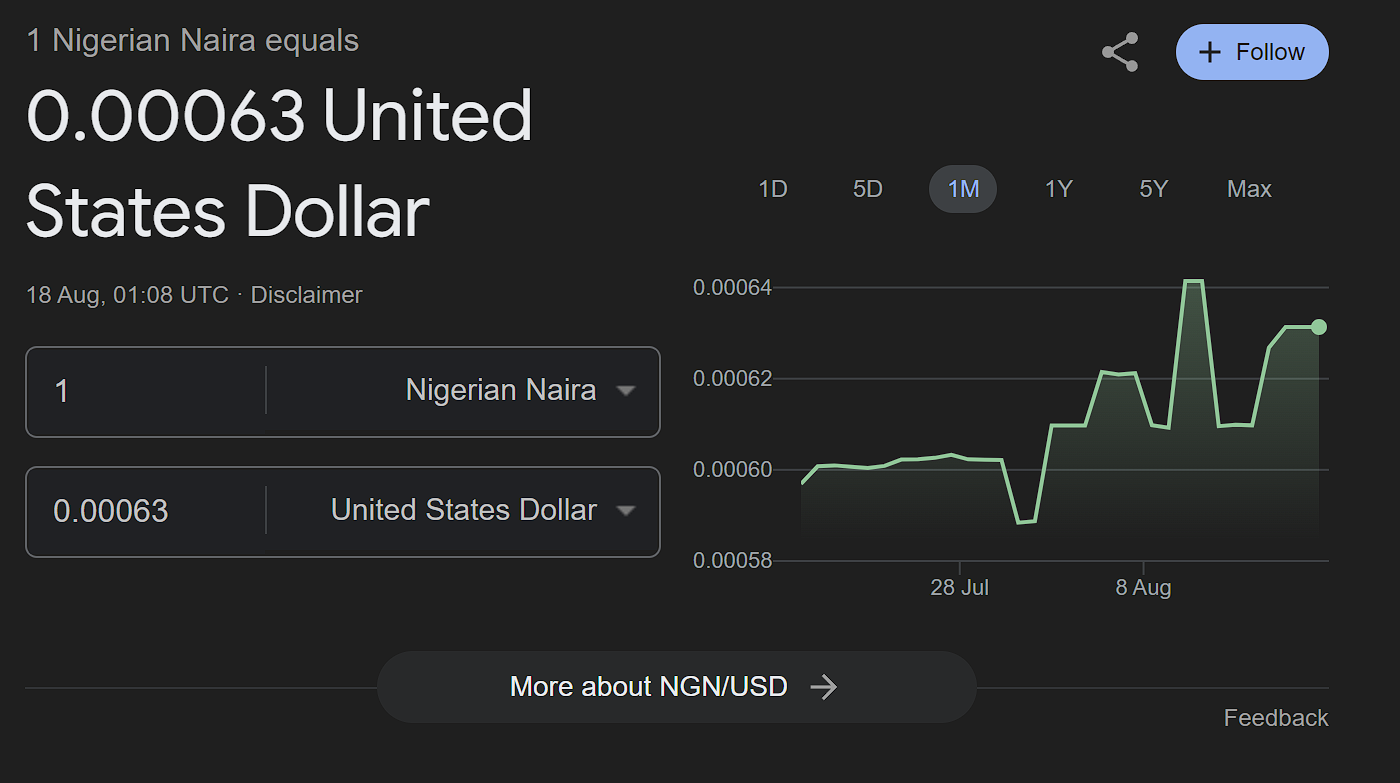 1 Nigerian Naira equals
0.00063 United
States Dollar
18 Aug, 01:08 UTC · Disclaimer
1 Nigerian Naira
0.00063 United States Dollar
+ Follow
1D 5D 1M 1Y 5Y Max
0.00064
0.00062
0.00060
0.00058
28 Jul 8 Aug
More about NGN/USD →
Feedback